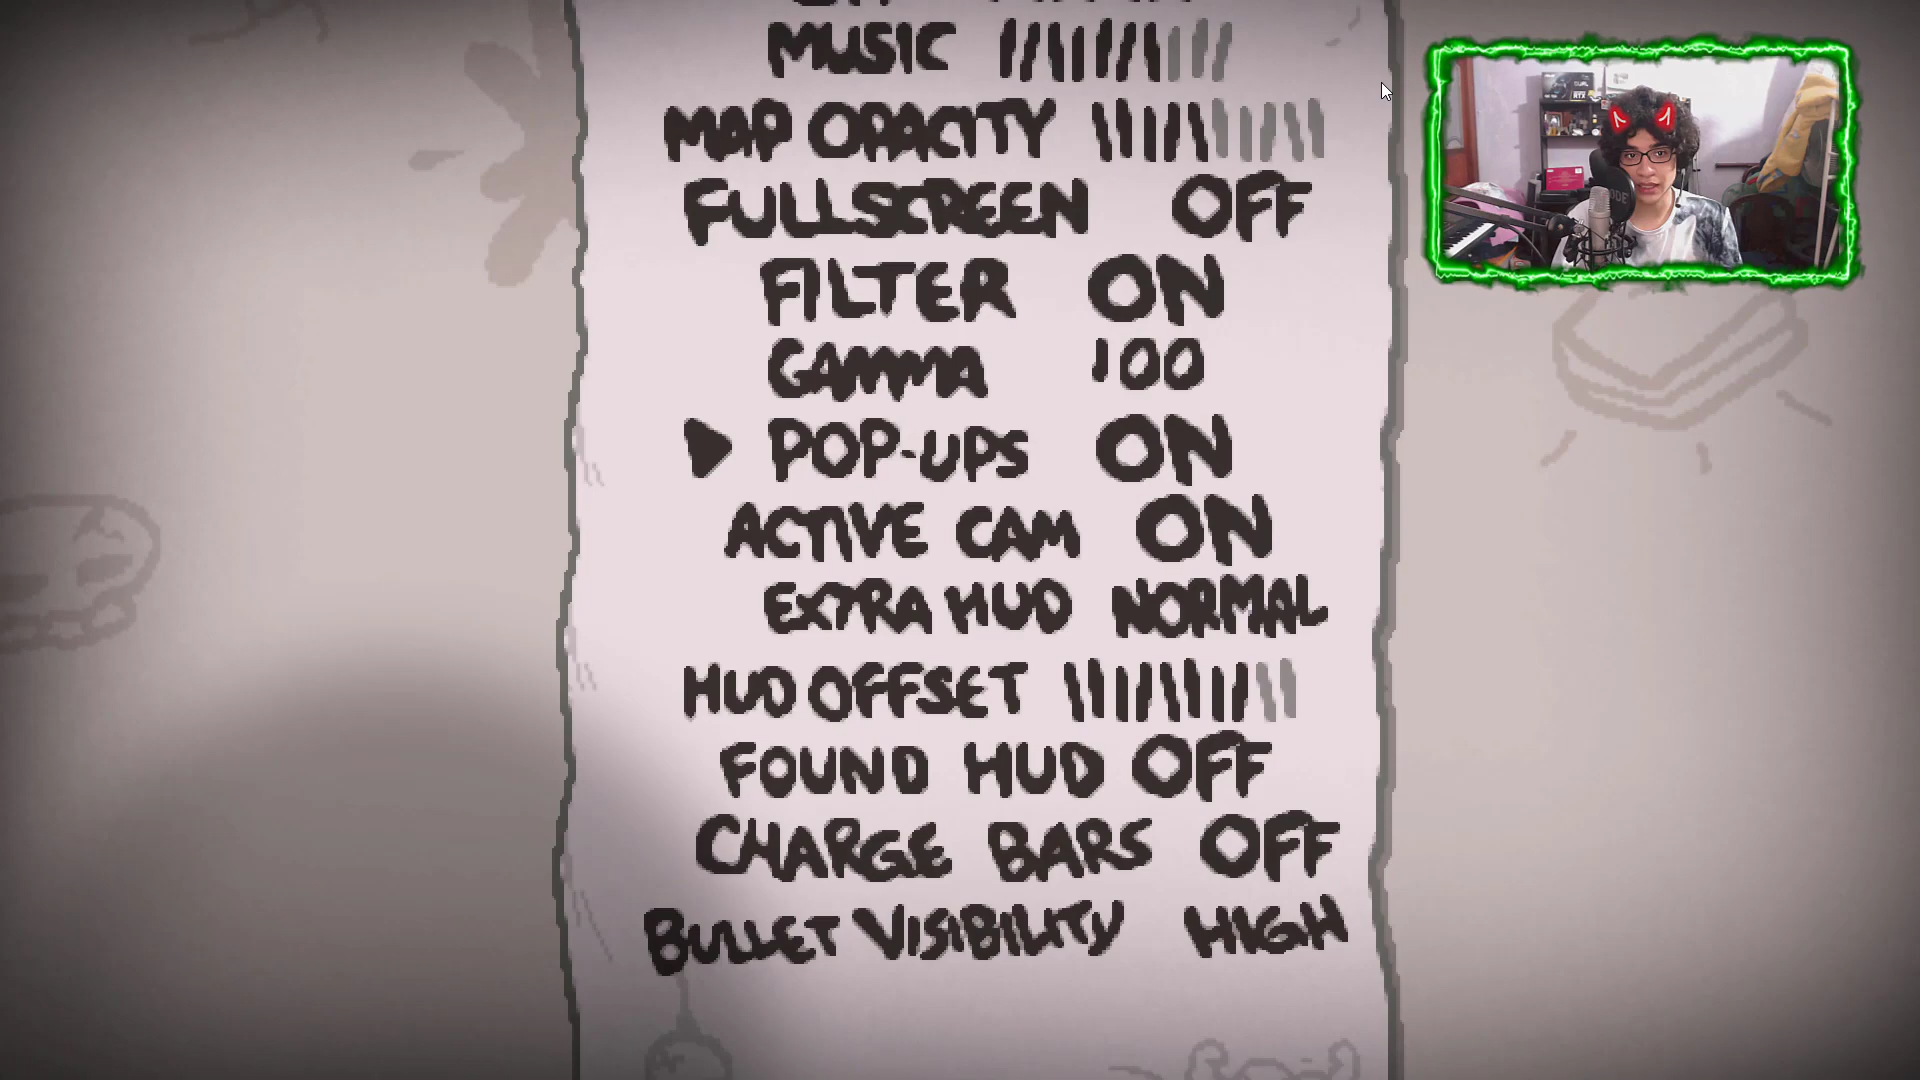 MUSIC
MAP OPACITY
FULLSCREEN OFF
FILTER ON
GAMMA 100
POP-UPS ON
ACTIVE CAM ON
EXTRA HUD NORMAL
HUD OFFSET
FOUND HUD OFF
CHARGE BARS OFF
BULLET VISIBILITY HIGH